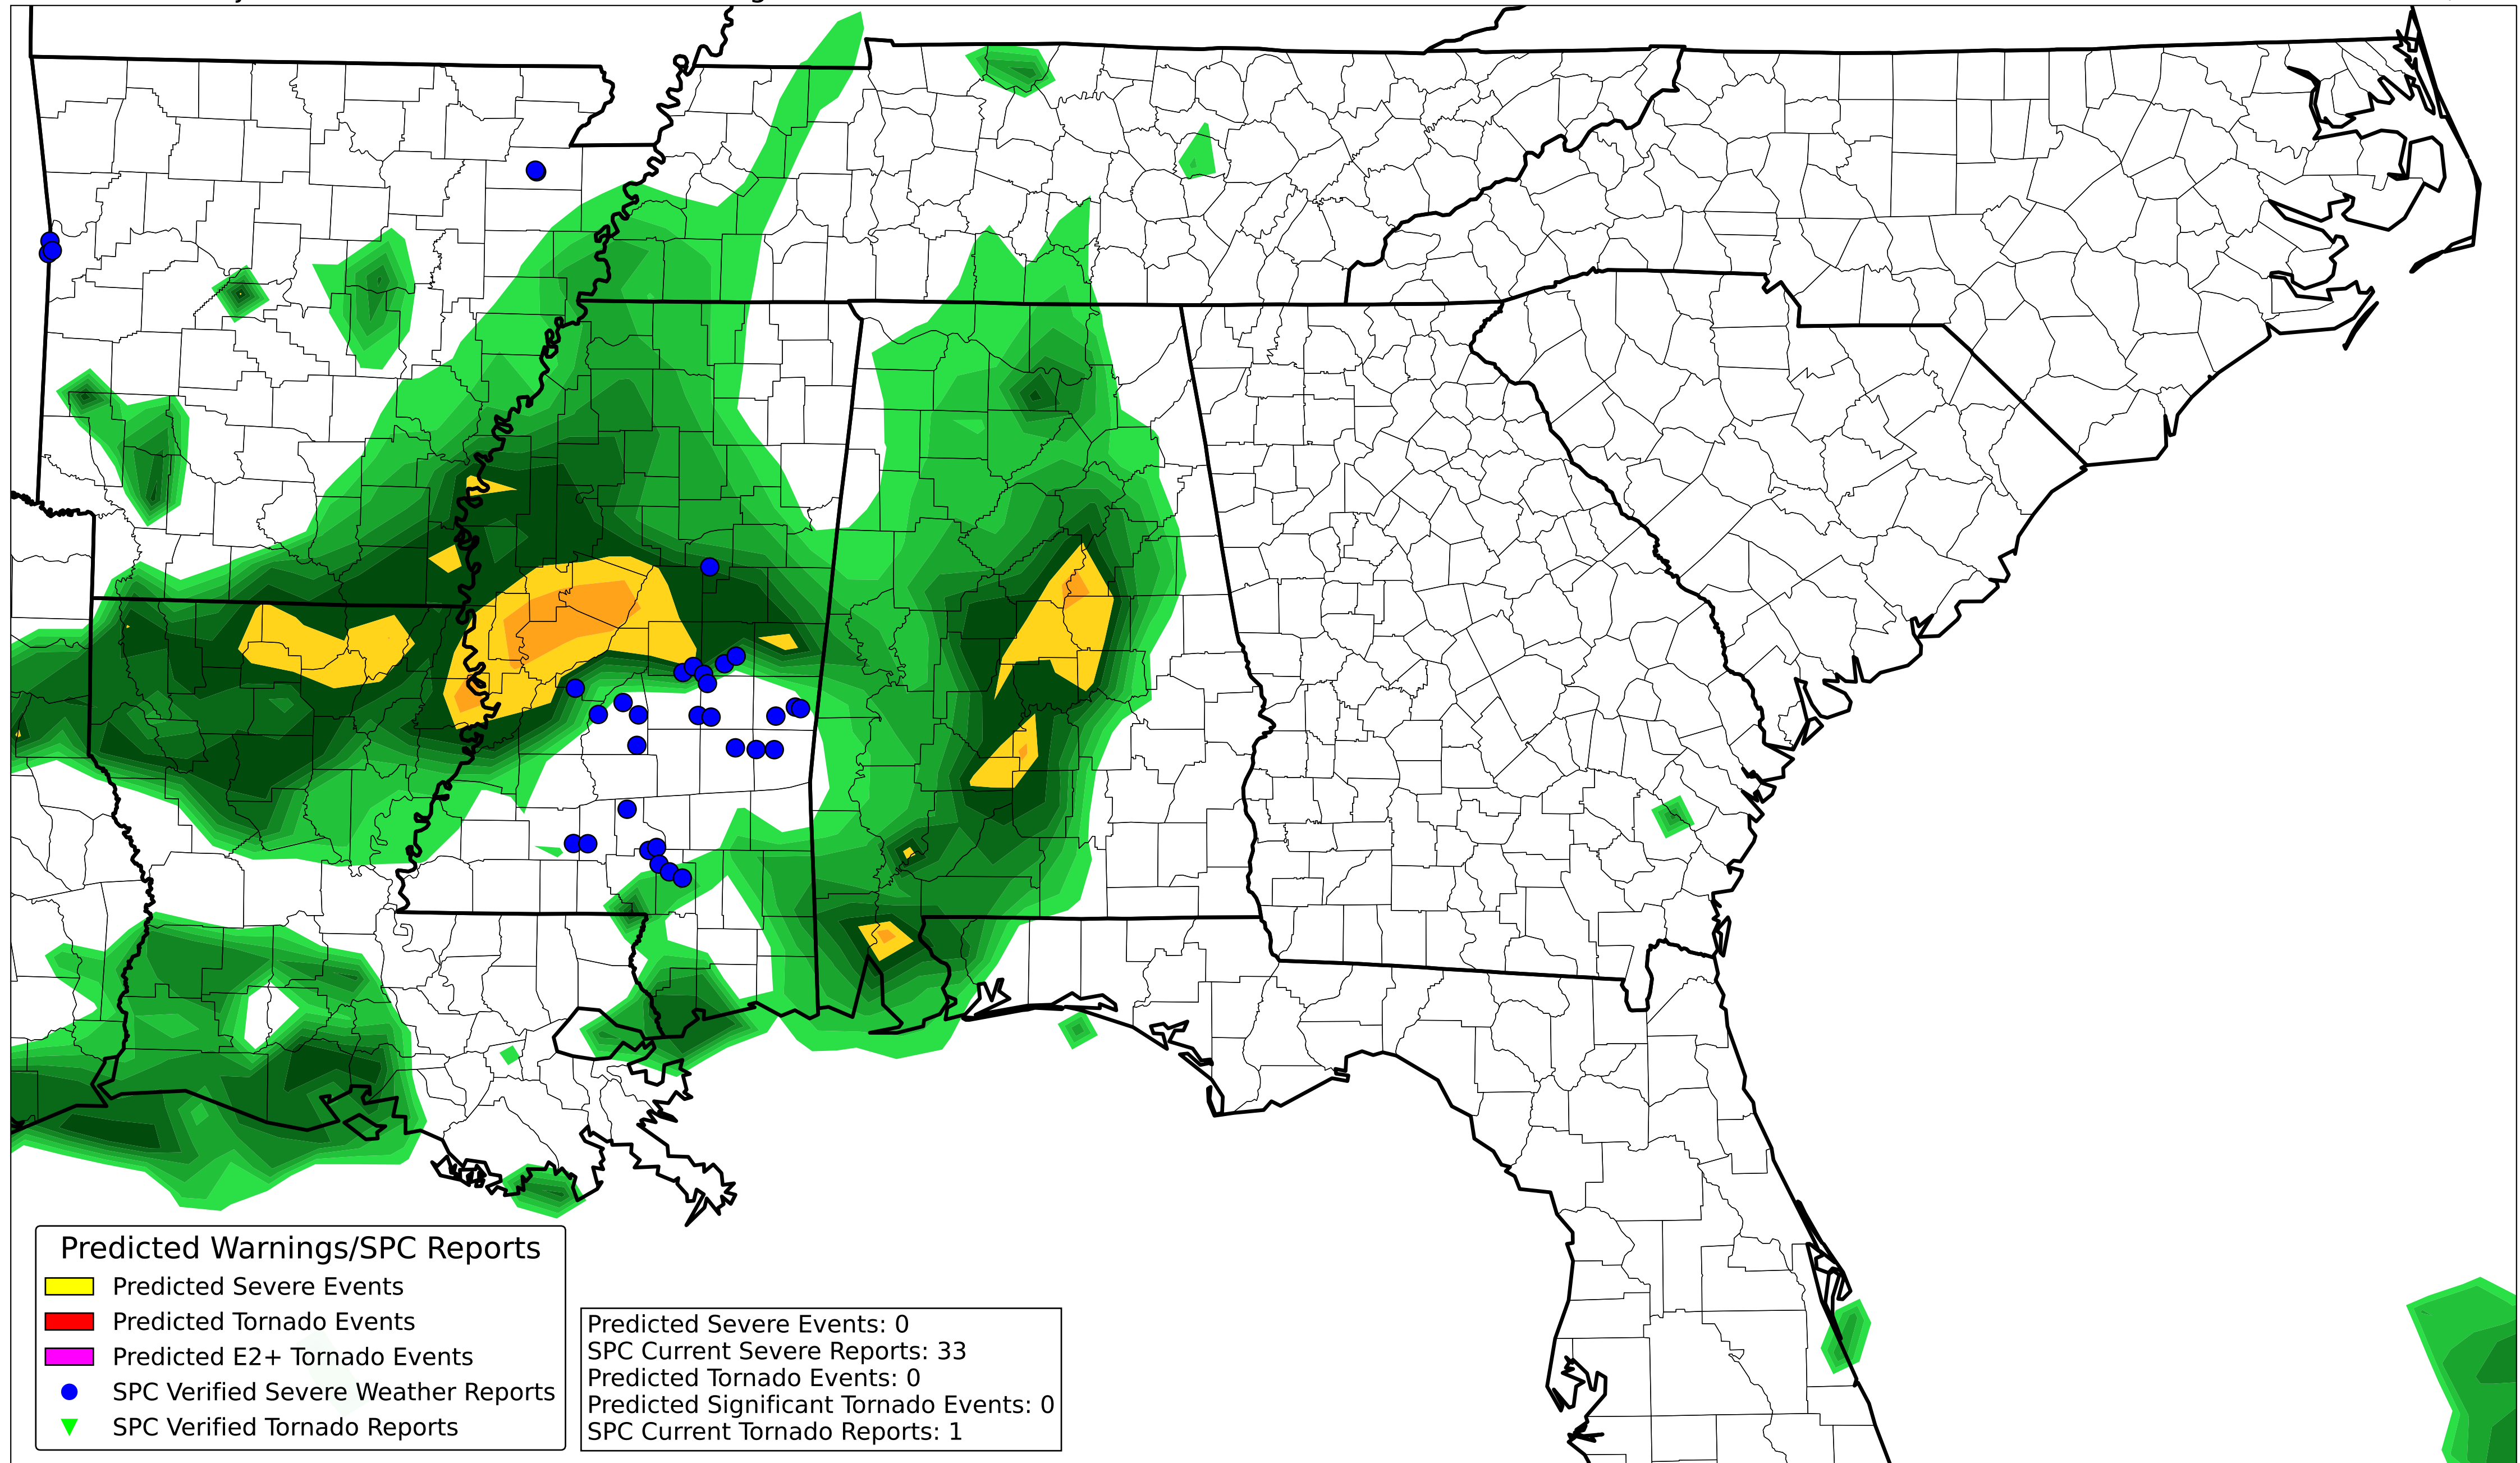 Predicted Warnings/SPC Reports
Predicted Severe Events
Predicted Tornado Events
Predicted E2+ Tornado Events
SPC Verified Severe Weather Reports
SPC Verified Tornado Reports
Predicted Severe Events: 0
SPC Current Severe Reports: 33
Predicted Tornado Events: 0
Predicted Significant Tornado Events: 0
SPC Current Tornado Reports: 1